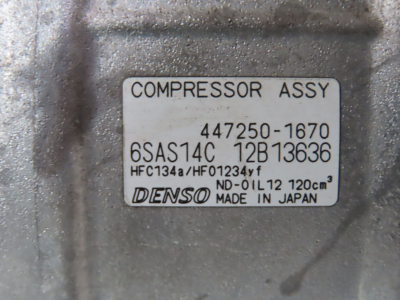 COMPRESSOR ASSY
447250-1670
6SAS14C 12B13636
HFC134a/HFO1234yf
ND-OIL12 120cm³
DENSO MADE IN JAPAN